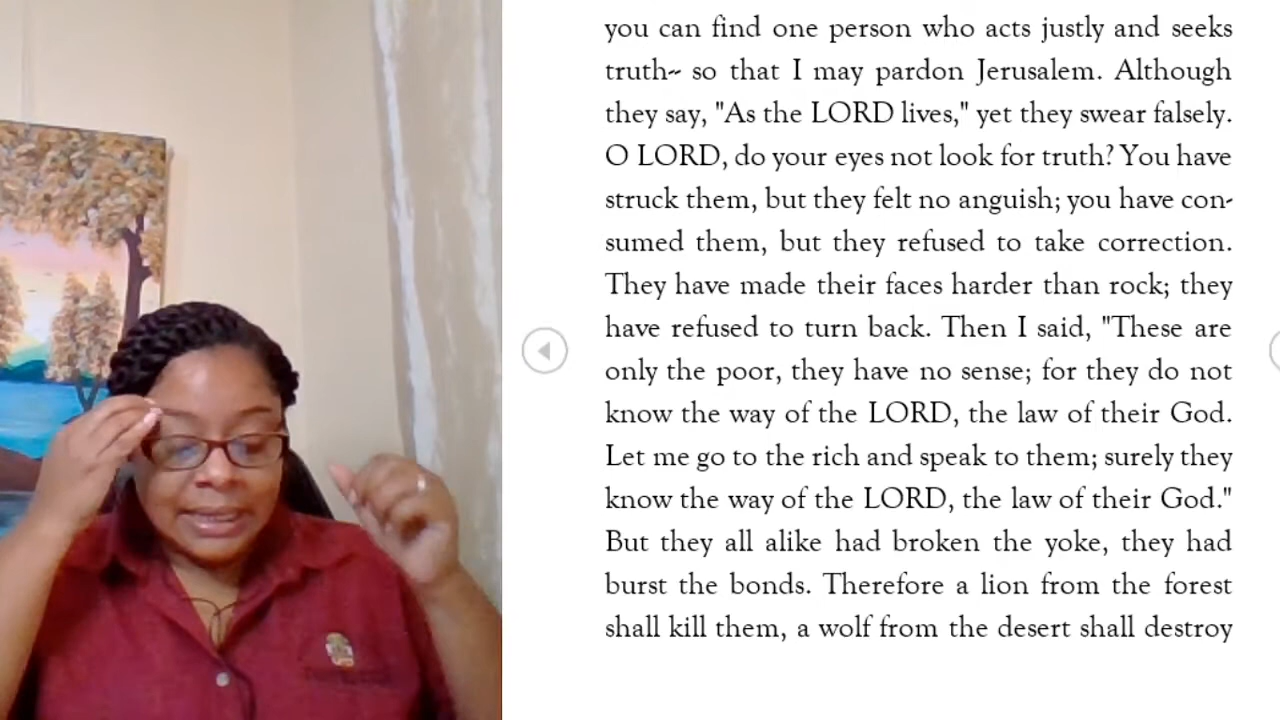 you can find one person who acts justly and seeks
truth-- so that I may pardon Jerusalem. Although
they say, "As the LORD lives," yet they swear falsely.
O LORD, do your eyes not look for truth? You have
struck them, but they felt no anguish; you have con-
sumed them, but they refused to take correction.
They have made their faces harder than rock; they
have refused to turn back. Then I said, "These are
only the poor, they have no sense; for they do not
know the way of the LORD, the law of their God.
Let me go to the rich and speak to them; surely they
know the way of the LORD, the law of their God."
But they all alike had broken the yoke, they had
burst the bonds. Therefore a lion from the forest
shall kill them, a wolf from the desert shall destroy